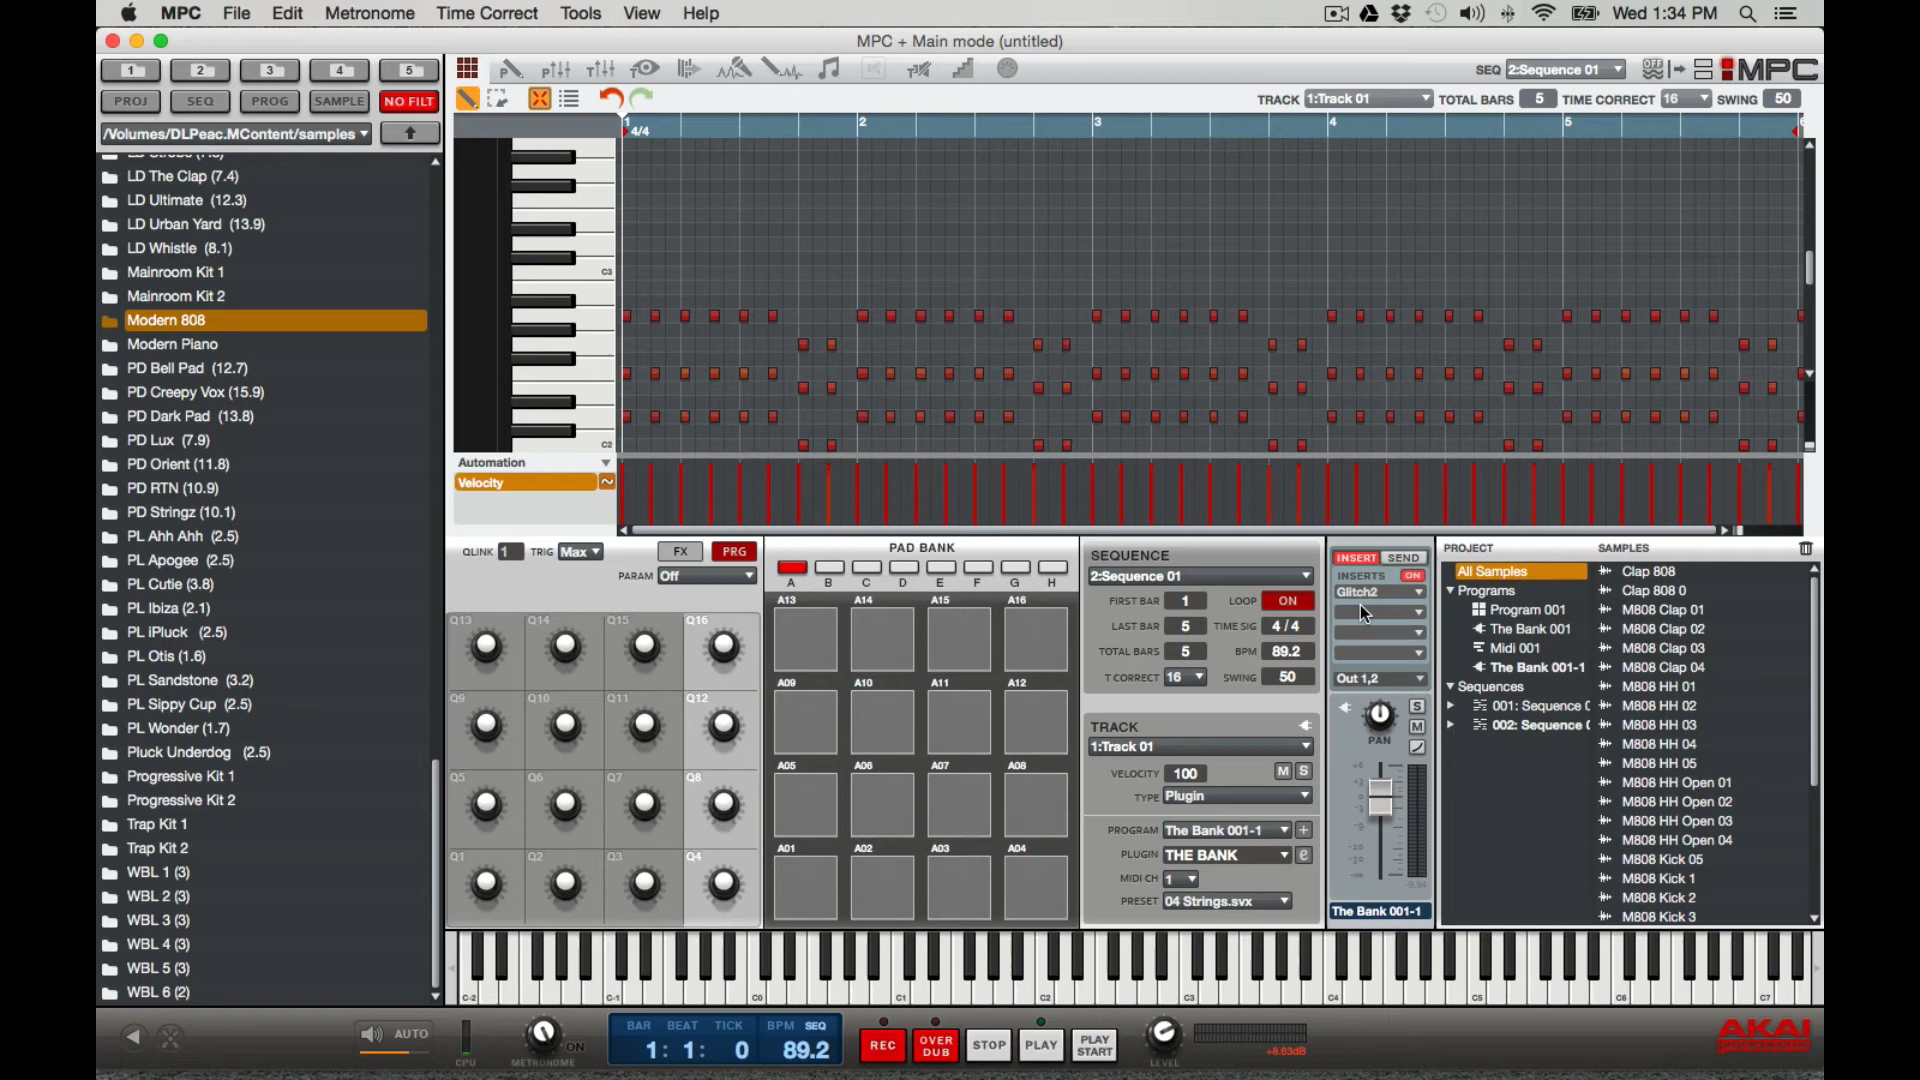 MPC File Edit Metronome Time Correct Tools View Help
Wed 1:34 PM
MPC + Main mode (untitled)
1 2 3 4 5
PROJ SEQ PROG SAMPLE NO FILT
/Volumes/DLPeac.MContent/samples
LD The Clap (7.4)
LD Ultimate (12.3)
LD Urban Yard (13.9)
LD Whistle (8.1)
Mainroom Kit 1
Mainroom Kit 2
Modern 808
Modern Piano
PD Bell Pad (12.7)
PD Creepy Vox (15.9)
PD Dark Pad (13.8)
PD Lux (7.9)
PD Orient (11.8)
PD RTN (10.9)
PD Stringz (10.1)
PL Ahh Ahh (2.5)
PL Apogee (2.5)
PL Cutie (3.8)
PL Ibiza (2.1)
PL iPluck (2.5)
PL Otis (1.6)
PL Sandstone (3.2)
PL Sippy Cup (2.5)
PL Wonder (1.7)
Pluck Underdog (2.5)
Progressive Kit 1
Progressive Kit 2
Trap Kit 1
Trap Kit 2
WBL 1 (3)
WBL 2 (3)
WBL 3 (3)
WBL 4 (3)
WBL 5 (3)
WBL 6 (2)
SEQ 2:Sequence 01
OFF
MPC
TRACK 1:Track 01 TOTAL BARS 5 TIME CORRECT 16 SWING 50
1 2 3 4 5 6
4/4
C3
C2
Automation
Velocity
QLINK 1 TRIG Max FX PRG
PARAM Off
Q13 Q14 Q15 Q16
Q9 Q10 Q11 Q12
Q5 Q6 Q7 Q8
Q1 Q2 Q3 Q4
PAD BANK
A B C D E F G H
A13 A14 A15 A16
A09 A10 A11 A12
A05 A06 A07 A08
A01 A02 A03 A04
SEQUENCE
2:Sequence 01
FIRST BAR 1 LOOP ON
LAST BAR 5 TIME SIG 4 / 4
TOTAL BARS 5 BPM 89.2
T CORRECT 16 SWING 50
TRACK
1:Track 01
VELOCITY 100 M S
TYPE Plugin
PROGRAM The Bank 001-1 +
PLUGIN THE BANK e
MIDI CH 1
PRESET 04 Strings.svx
INSERT SEND
INSERTS ON
Glitch2
Out 1,2
S
M
PAN
The Bank 001-1
PROJECT
All Samples
Programs
Program 001
The Bank 001
Midi 001
The Bank 001-1
Sequences
001: Sequence
002: Sequence
SAMPLES
Clap 808
Clap 808 0
M808 Clap 01
M808 Clap 02
M808 Clap 03
M808 Clap 04
M808 HH 01
M808 HH 02
M808 HH 03
M808 HH 04
M808 HH 05
M808 HH Open 01
M808 HH Open 02
M808 HH Open 03
M808 HH Open 04
M808 Kick 05
M808 Kick 1
M808 Kick 2
M808 Kick 3
C-2 C-1 C0 C1 C2 C3 C4 C5 C6 C7
AUTO
CPU
METRONOME
ON
BAR BEAT TICK BPM SEQ
1: 1: 0 89.2
REC OVER DUB STOP PLAY PLAY START
LEVEL
+8.63dB
AKAI
professional